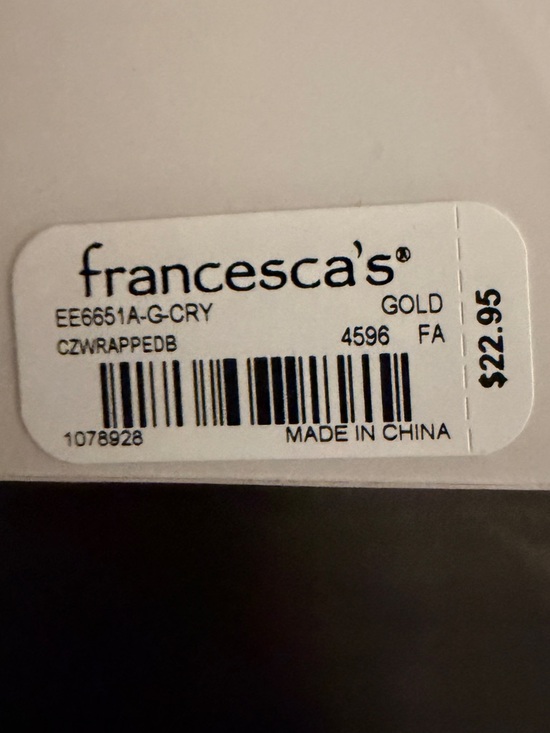 francesca's®
EE6651A-G-CRY GOLD
CZWRAPPEDB 4596 FA
1078928 MADE IN CHINA
$22.95